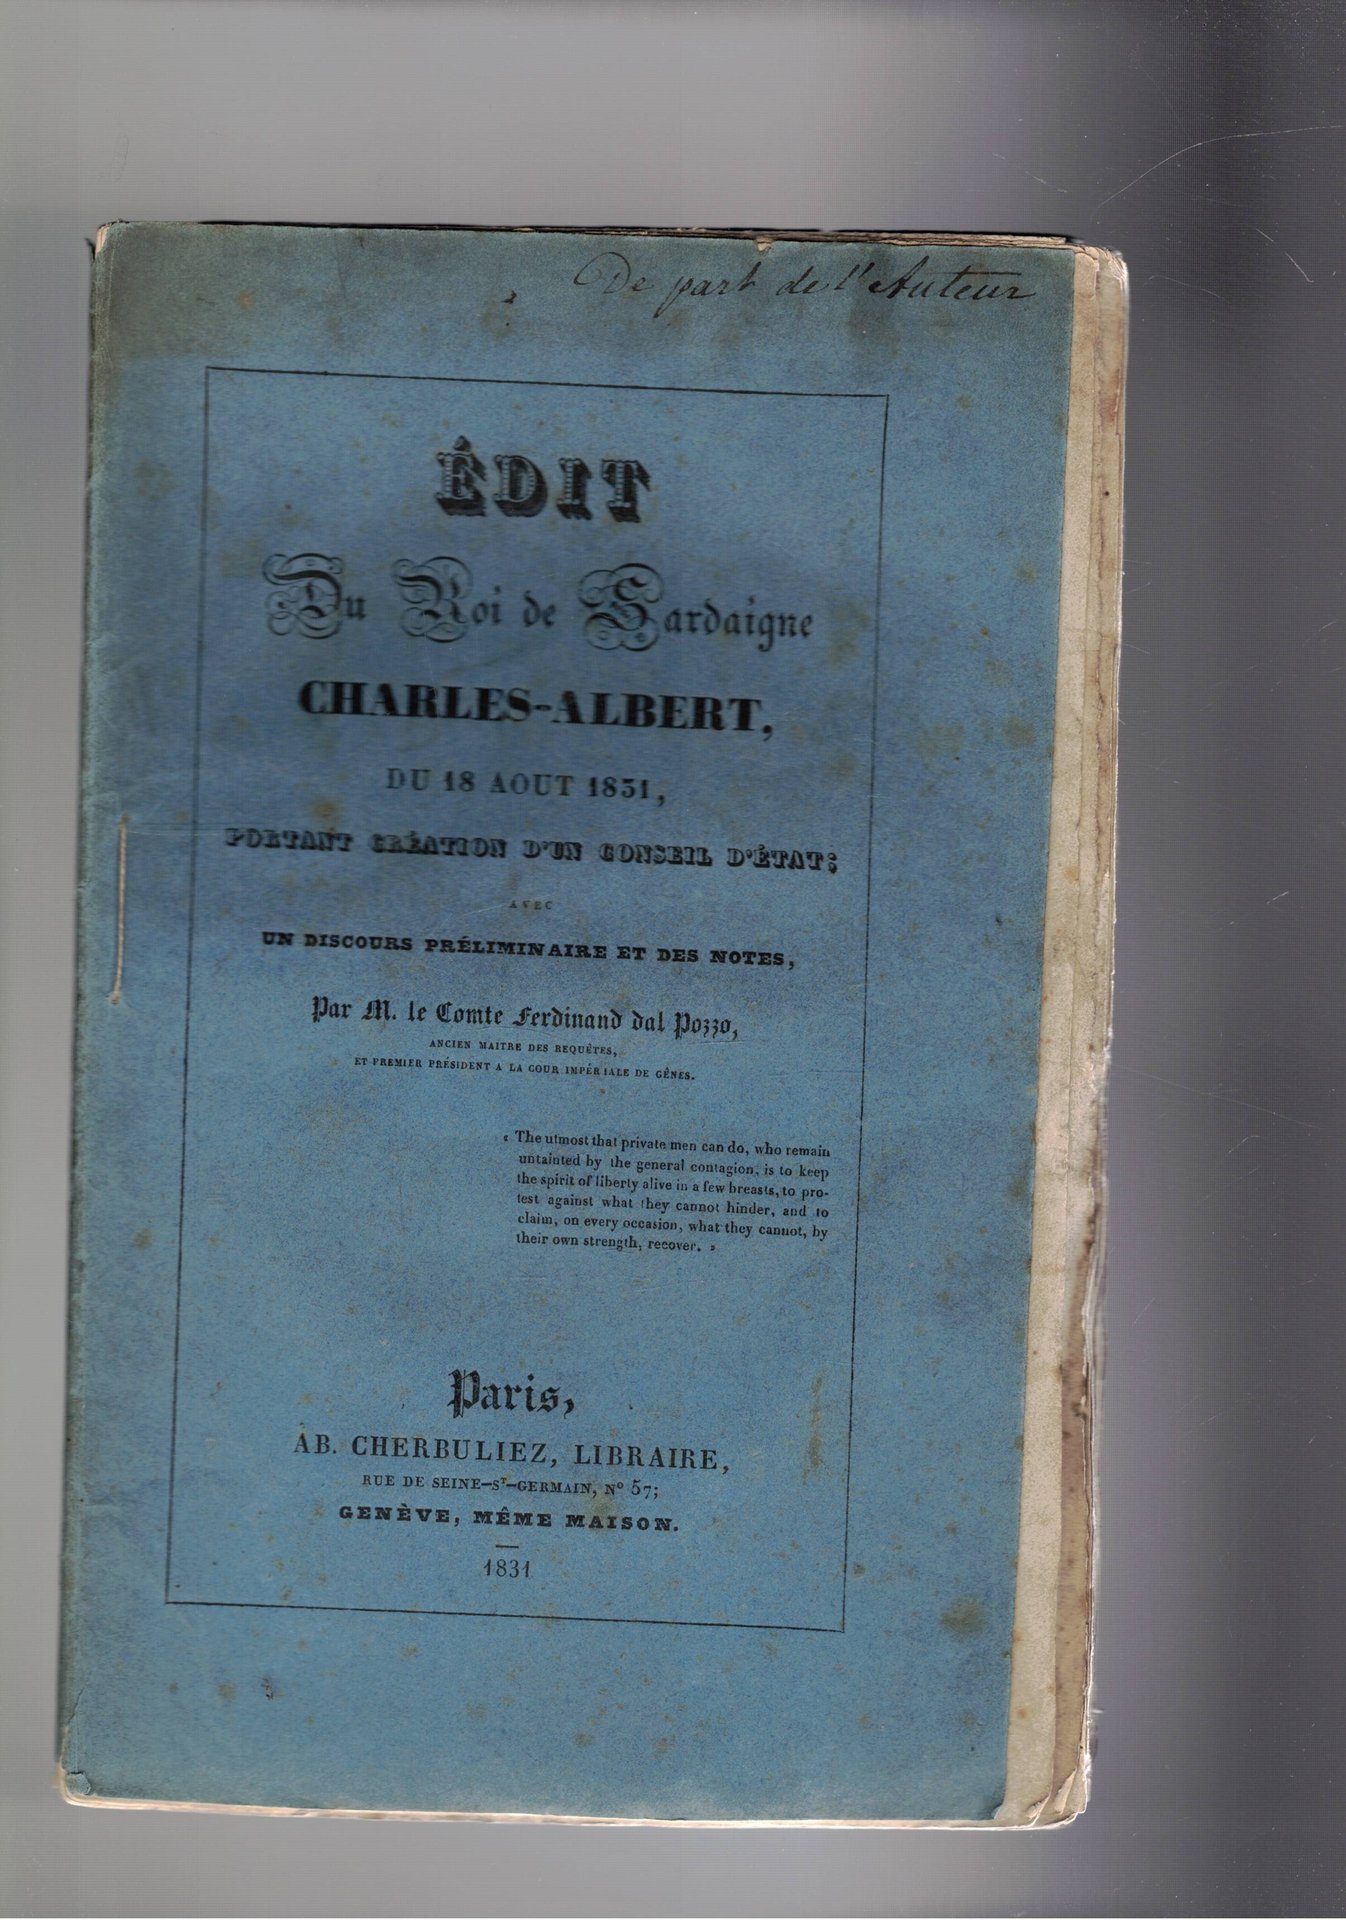 De part de l'Auteur
ÉDIT
Du Roi de Sardaigne
CHARLES-ALBERT,
DU 18 AOUT 1831,
PORTANT CRÉATION D'UN CONSEIL D'ÉTAT;
AVEC
UN DISCOURS PRÉLIMINAIRE ET DES NOTES,
Par M. le Comte Ferdinand dal Pozzo,
ANCIEN MAITRE DES REQUÊTES,
ET PREMIER PRÉSIDENT A LA COUR IMPÉRIALE DE GÊNES.
« The utmost that private men can do, who remain
untainted by the general contagion, is to keep
the spirit of liberty alive in a few breasts, to pro-
test against what they cannot hinder, and to
claim, on every occasion, what they cannot, by
their own strength, recover. »
Paris,
AB. CHERBULIEZ, LIBRAIRE,
RUE DE SEINE-ST-GERMAIN, No 57;
GENÈVE, MÊME MAISON.
1831